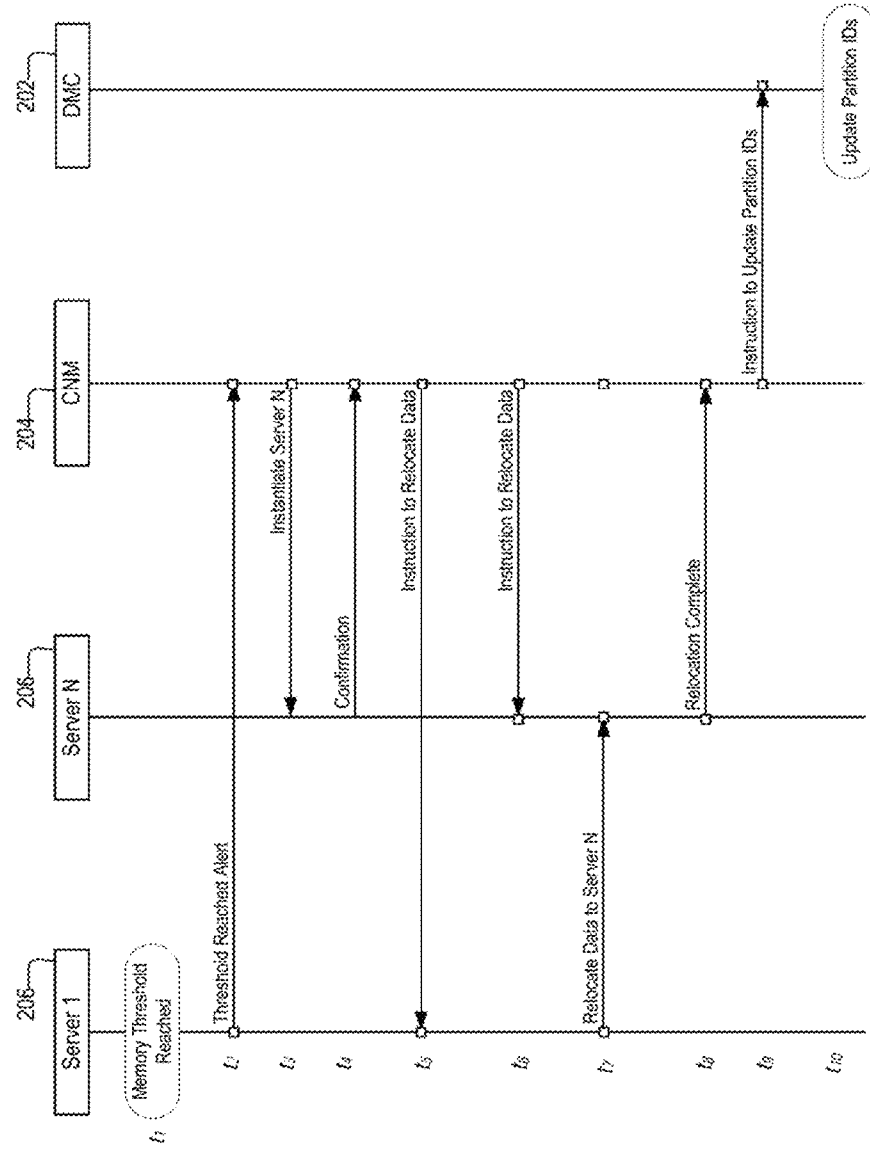 206
Server 1
206
Server N
204
CNM
202
DMC
t1
Memory Threshold
Reached
t2
Threshold Reached Alert
t3
Instantiate Server N
t4
Confirmation
t5
Instruction to Relocate Data
t6
Instruction to Relocate Data
t7
Relocate Data to Server N
t8
Relocation Complete
t9
Instruction to Update Partition IDs
t10
Update Partition IDs